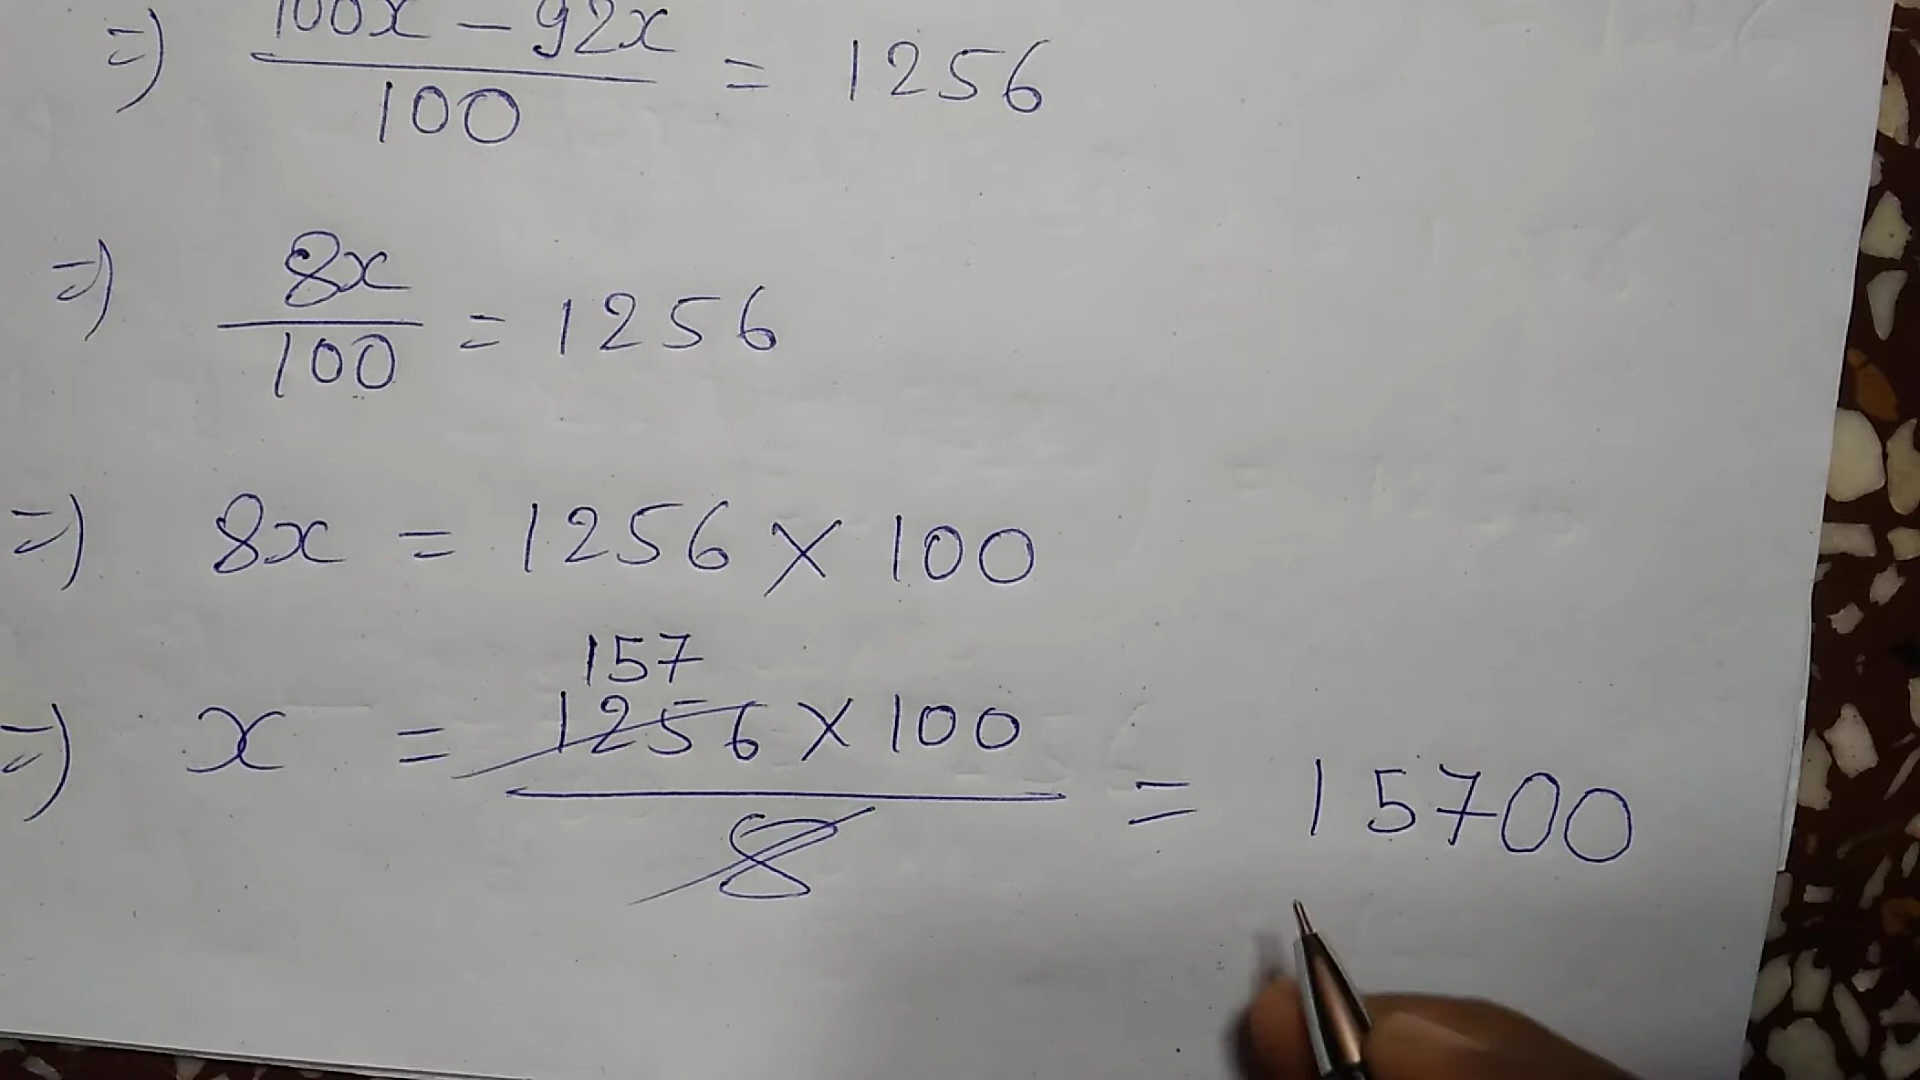 =) 100x - 92x / 100 = 1256
=) 8x / 100 = 1256
=) 8x = 1256 × 100
157
=) x = 1256 × 100 / 8 = 15700